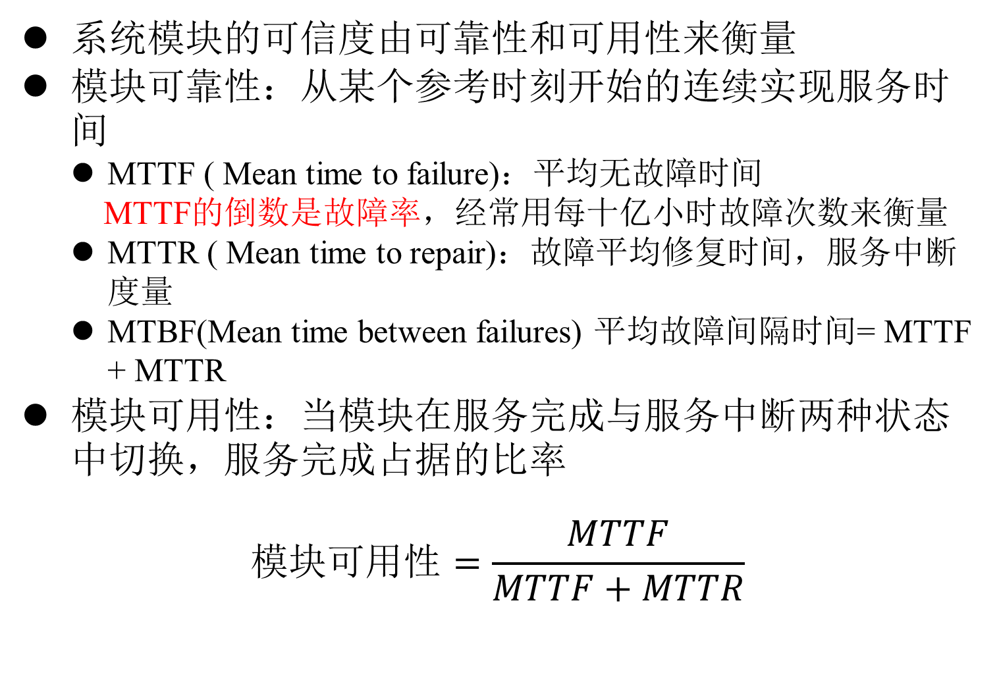 ● 系统模块的可信度由可靠性和可用性来衡量
● 模块可靠性：从某个参考时刻开始的连续实现服务时
间
● MTTF ( Mean time to failure)：平均无故障时间
MTTF的倒数是故障率，经常用每十亿小时故障次数来衡量
● MTTR ( Mean time to repair)：故障平均修复时间，服务中断
度量
● MTBF(Mean time between failures) 平均故障间隔时间= MTTF
+ MTTR
● 模块可用性：当模块在服务完成与服务中断两种状态
中切换，服务完成占据的比率
模块可用性 = MTTF / MTTF + MTTR